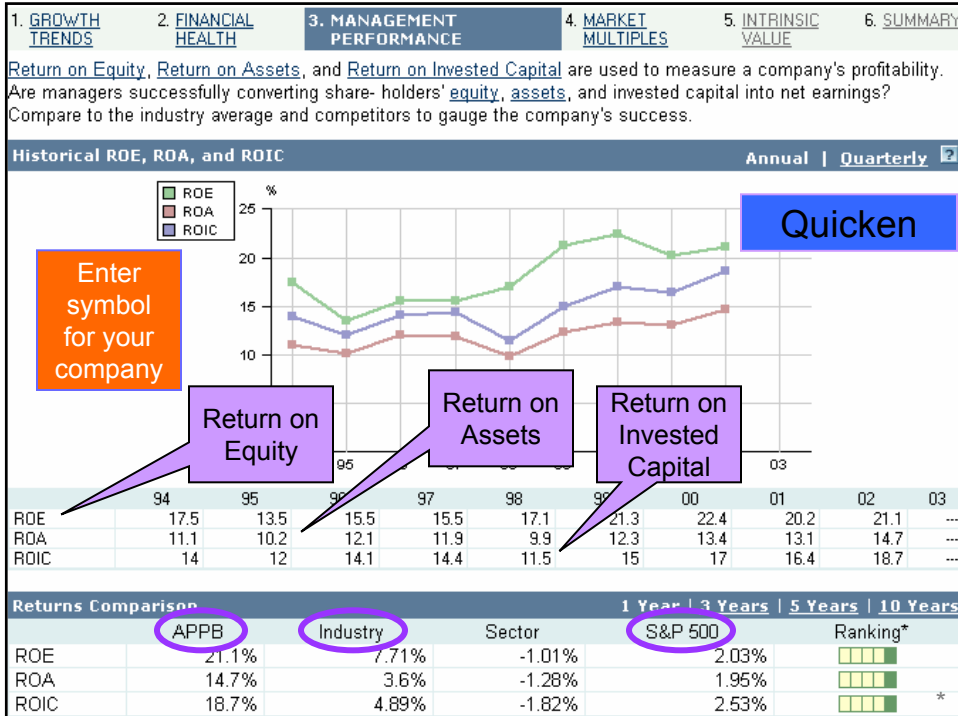 1. GROWTH TRENDS 2. FINANCIAL HEALTH 3. MANAGEMENT PERFORMANCE 4. MARKET MULTIPLES 5. INTRINSIC VALUE 6. SUMMARY
Return on Equity, Return on Assets, and Return on Invested Capital are used to measure a company's profitability.
Are managers successfully converting share- holders' equity, assets, and invested capital into net earnings?
Compare to the industry average and competitors to gauge the company's success.
Historical ROE, ROA, and ROIC Annual | Quarterly ?
ROE
ROA
ROIC
%
25
20
15
10
Quicken
Enter
symbol
for your
company
Return on
Equity
Return on
Assets
Return on
Invested
Capital
95 03
94 95 97 98 00 01 02 03
ROE 17.5 13.5 15.5 15.5 17.1 21.3 22.4 20.2 21.1 ---
ROA 11.1 10.2 12.1 11.9 9.9 12.3 13.4 13.1 14.7 ---
ROIC 14 12 14.1 14.4 11.5 15 17 16.4 18.7 ---
Returns Comparison 1 Year | 3 Years | 5 Years | 10 Years
APPB Industry Sector S&P 500 Ranking*
ROE 21.1% 7.71% -1.01% 2.03%
ROA 14.7% 3.6% -1.28% 1.95%
ROIC 18.7% 4.89% -1.82% 2.53% *